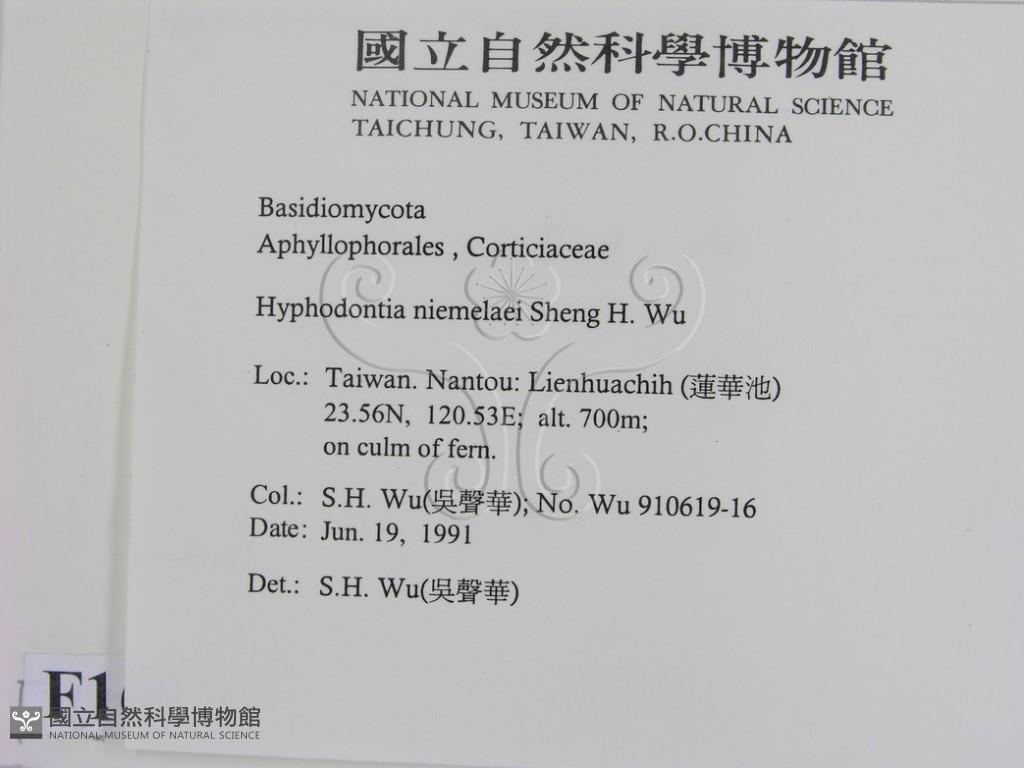 國立自然科學博物館
NATIONAL MUSEUM OF NATURAL SCIENCE
TAICHUNG, TAIWAN, R.O.CHINA
Basidiomycota
Aphyllophorales , Corticiaceae
Hyphodontia niemelaei Sheng H. Wu
Loc.: Taiwan. Nantou: Lienhuachih (蓮華池)
23.56N, 120.53E; alt. 700m;
on culm of fern.
Col.: S.H. Wu(吳聲華); No. Wu 910619-16
Date: Jun. 19, 1991
Det.: S.H. Wu(吳聲華)
國立自然科學博物館
NATIONAL MUSEUM OF NATURAL SCIENCE